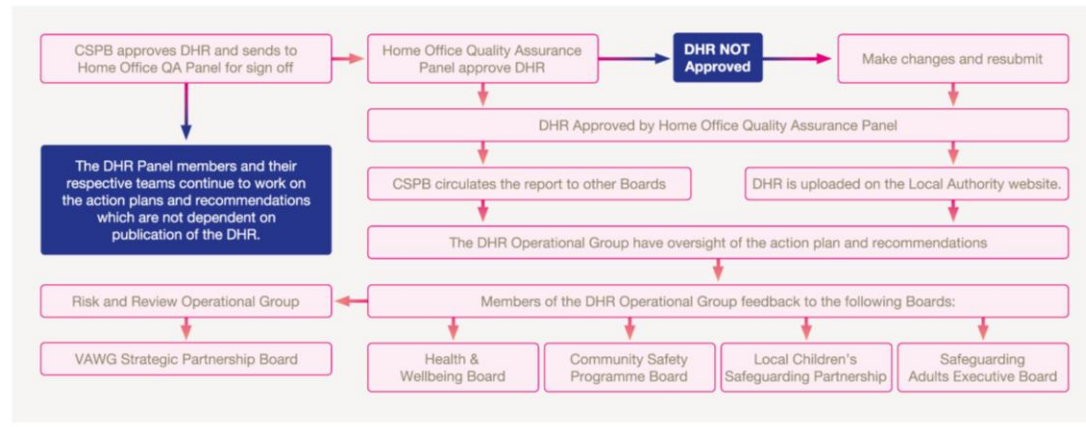 CSPB approves DHR and sends to
Home Office QA Panel for sign off
Home Office Quality Assurance
Panel approve DHR
DHR NOT
Approved
Make changes and resubmit
DHR Approved by Home Office Quality Assurance Panel
The DHR Panel members and their
respective teams continue to work on
the action plans and recommendations
which are not dependent on
publication of the DHR.
CSPB circulates the report to other Boards
DHR is uploaded on the Local Authority website.
The DHR Operational Group have oversight of the action plan and recommendations
Risk and Review Operational Group
Members of the DHR Operational Group feedback to the following Boards:
VAWG Strategic Partnership Board
Health &
Wellbeing Board
Community Safety
Programme Board
Local Children's
Safeguarding Partnership
Safeguarding
Adults Executive Board